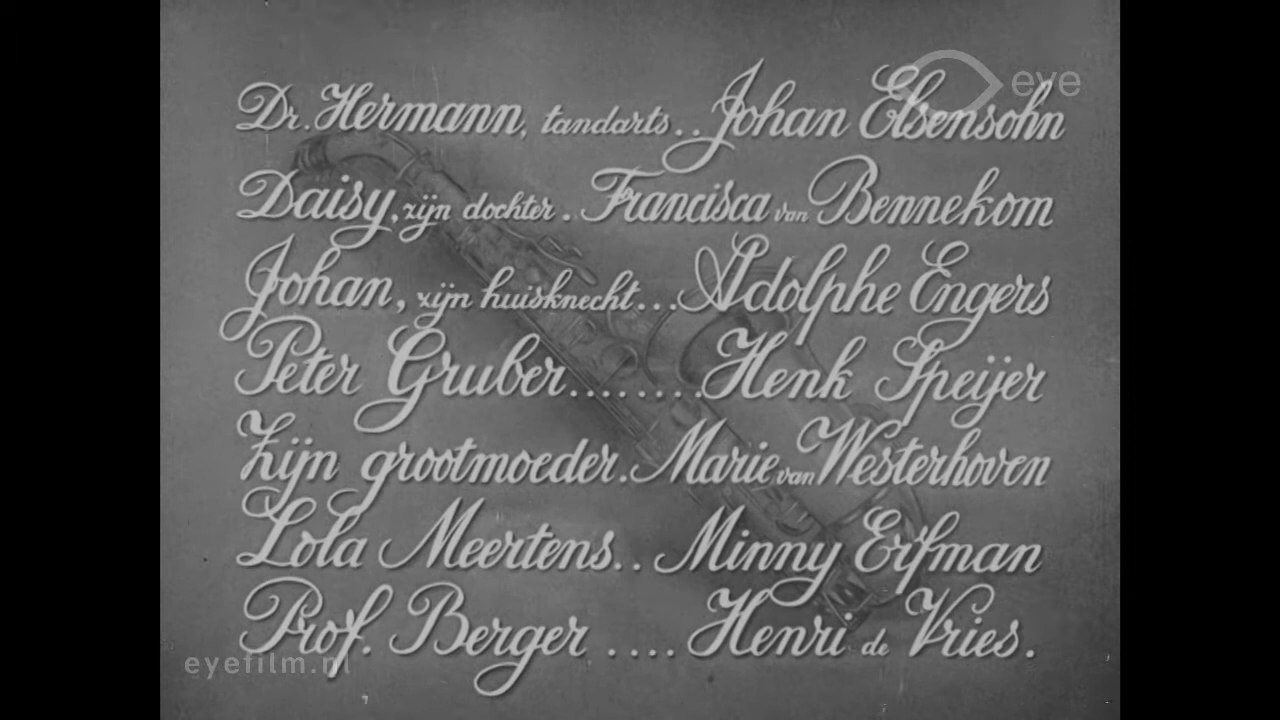 eye
Dr. Hermann, tandarts.. Johan Elsensohn
Daisy, zijn dochter. Francisca van Bennekom
Johan, zijn huisknecht... Adolphe Engers
Peter Gruber........ Henk Speijer
Zijn grootmoeder. Marie van Westerhoven
Lola Meertens.. Minny Erfman
Prof. Berger .... Henri de Vries.
eyefilm.nl